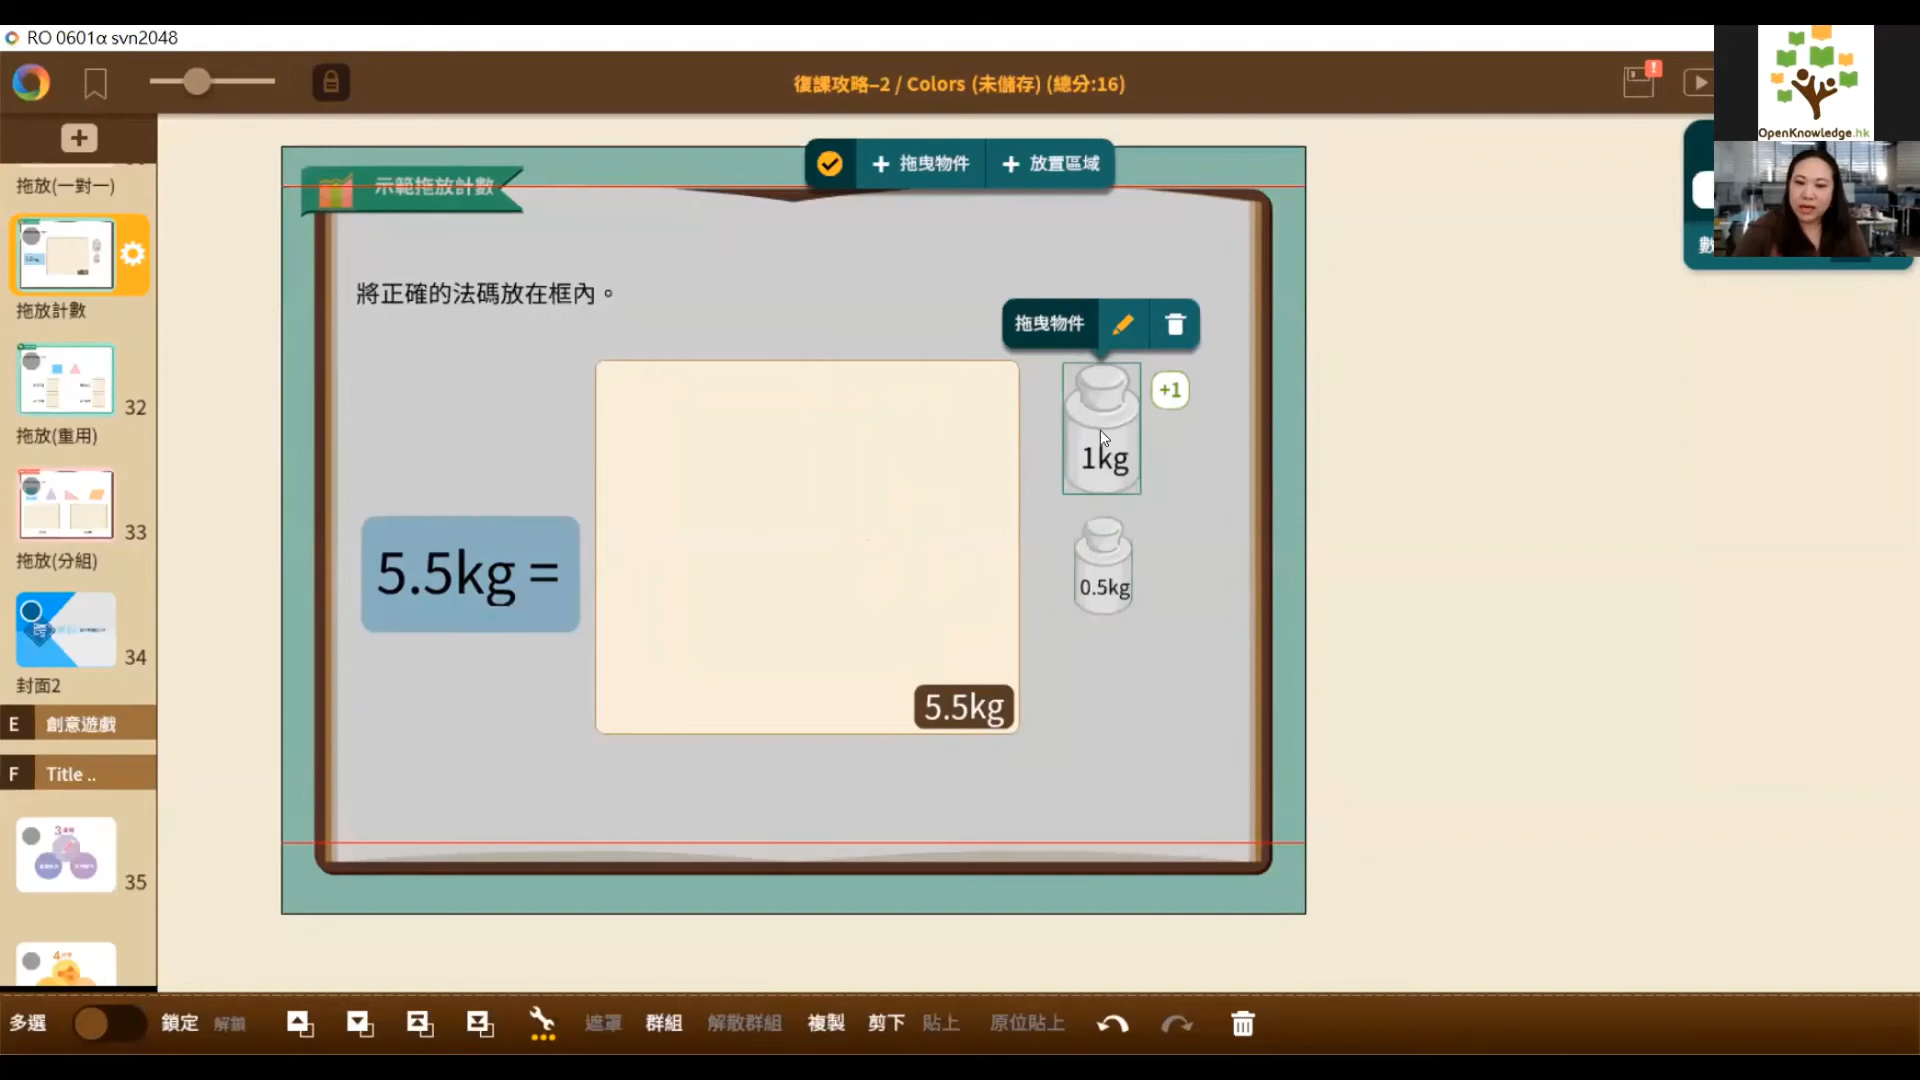 RO 0601α svn2048
復課攻略–2 / Colors (未儲存) (總分:16)
OpenKnowledge.hk
拖放(一對一)
拖放計數
32
拖放(重用)
33
拖放(分組)
34
封面2
E 創意遊戲
F Title ..
35
示範拖放計數
拖曳物件
放置區域
將正確的法碼放在框內。
拖曳物件
+1
1kg
0.5kg
5.5kg =
5.5kg
多選
鎖定
解鎖
遮罩
群組
解散群組
複製
剪下
貼上
原位貼上